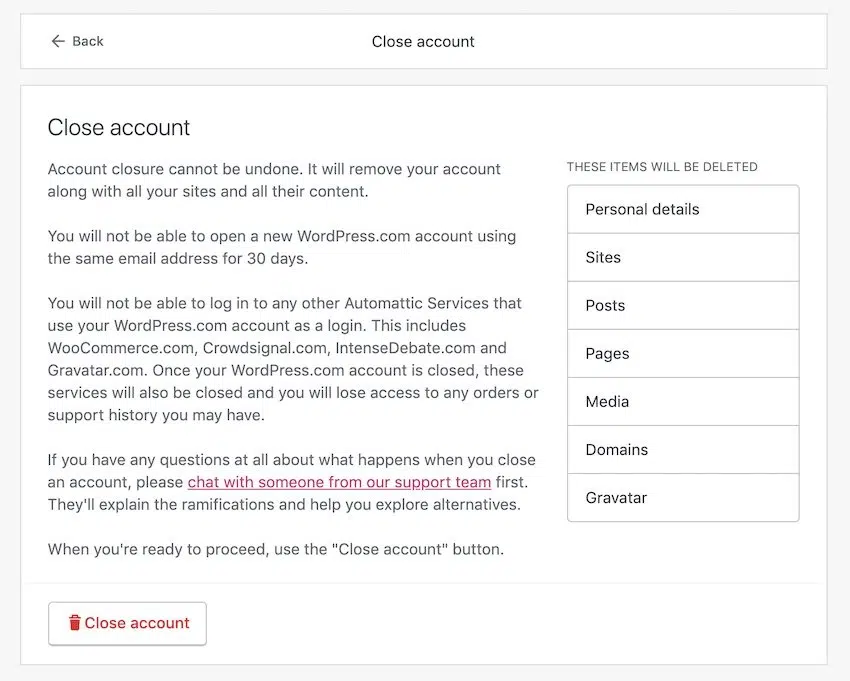 Back
Close account
Close account
Account closure cannot be undone. It will remove your account
along with all your sites and all their content.
You will not be able to open a new WordPress.com account using
the same email address for 30 days.
You will not be able to log in to any other Automattic Services that
use your WordPress.com account as a login. This includes
WooCommerce.com, Crowdsignal.com, IntenseDebate.com and
Gravatar.com. Once your WordPress.com account is closed, these
services will also be closed and you will lose access to any orders or
support history you may have.
If you have any questions at all about what happens when you close
an account, please chat with someone from our support team first.
They'll explain the ramifications and help you explore alternatives.
When you're ready to proceed, use the "Close account" button.
THESE ITEMS WILL BE DELETED
Personal details
Sites
Posts
Pages
Media
Domains
Gravatar
Close account